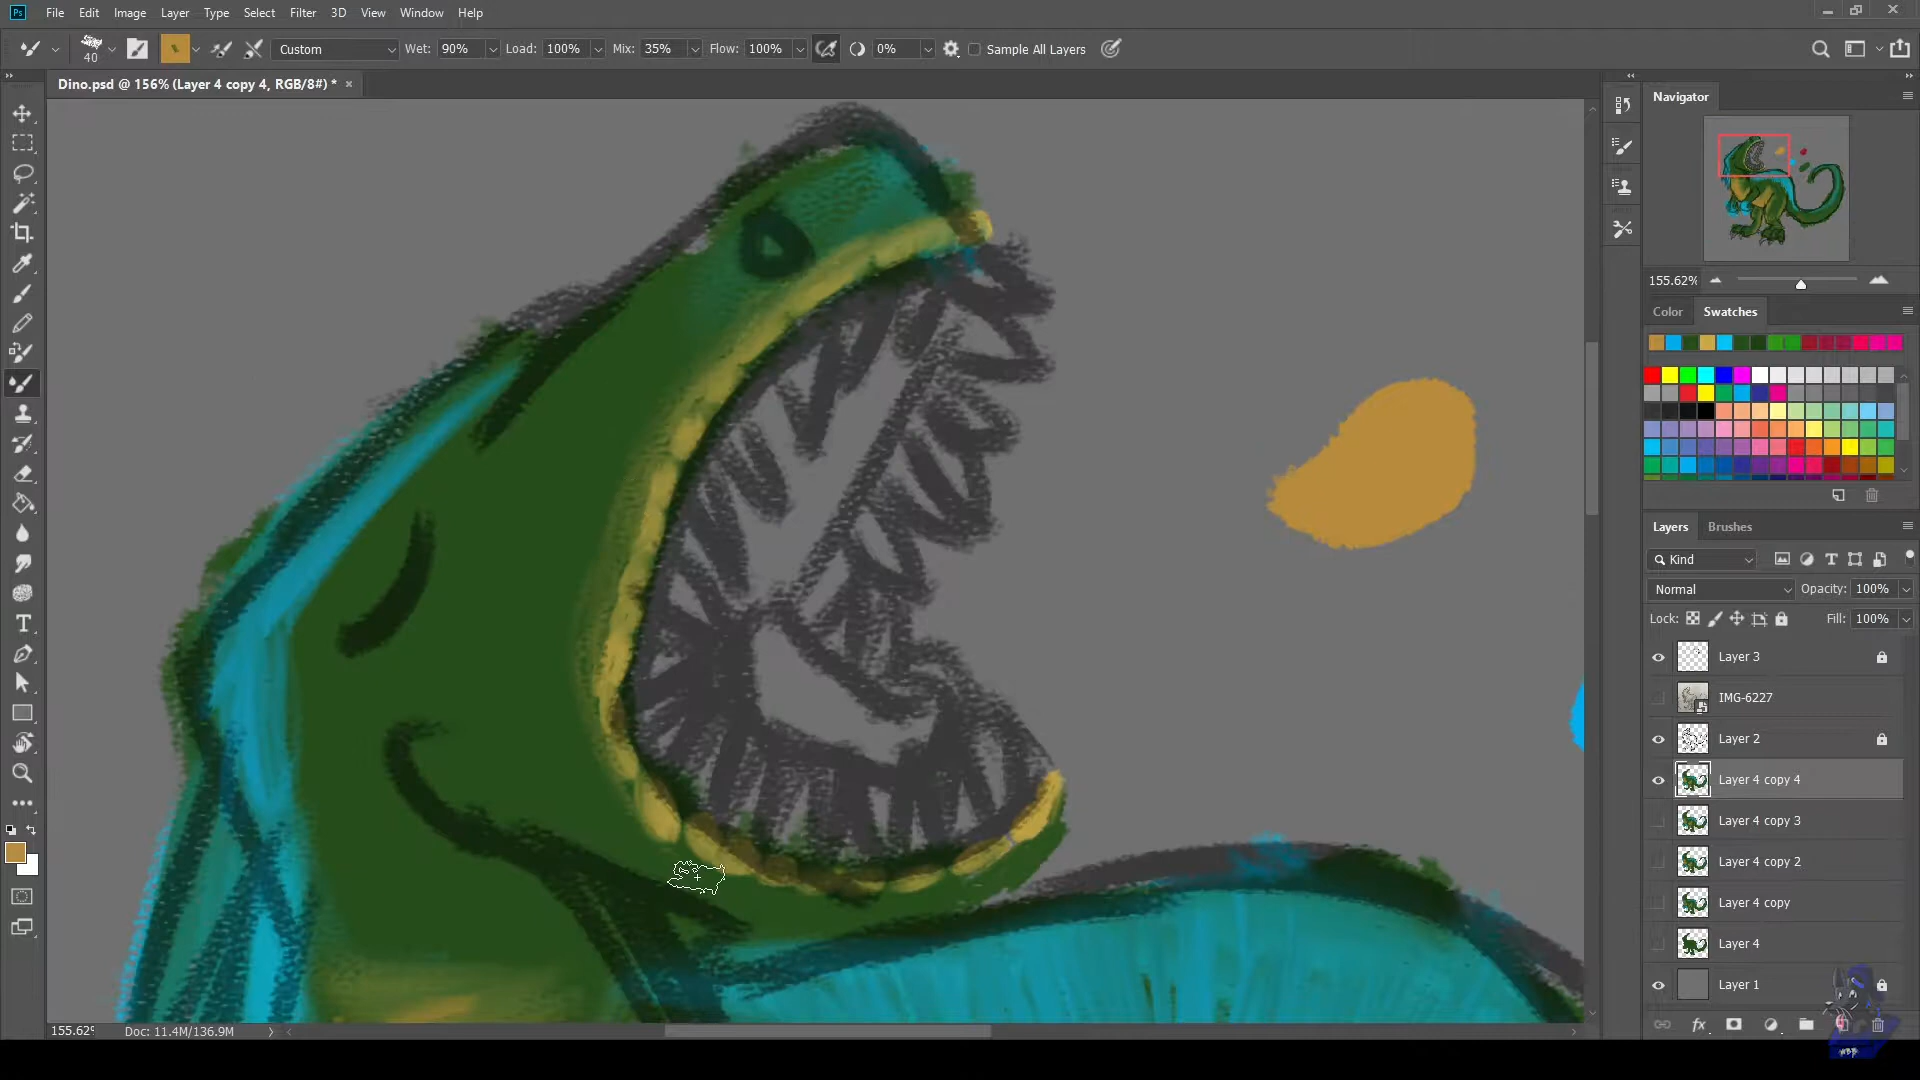 Ps File Edit Image Layer Type Select Filter 3D View Window Help
40 Custom Wet: 90% Load: 100% Mix: 35% Flow: 100% 0% Sample All Layers
Dino.psd @ 156% (Layer 4 copy 4, RGB/8#) * ×
Navigator
155.62%
Color Swatches
Layers Brushes
Kind
Normal Opacity: 100%
Lock: Fill: 100%
Layer 3
IMG-6227
Layer 2
Layer 4 copy 4
Layer 4 copy 3
Layer 4 copy 2
Layer 4 copy
Layer 4
Layer 1
fx
155.62% Doc: 11.4M/136.9M